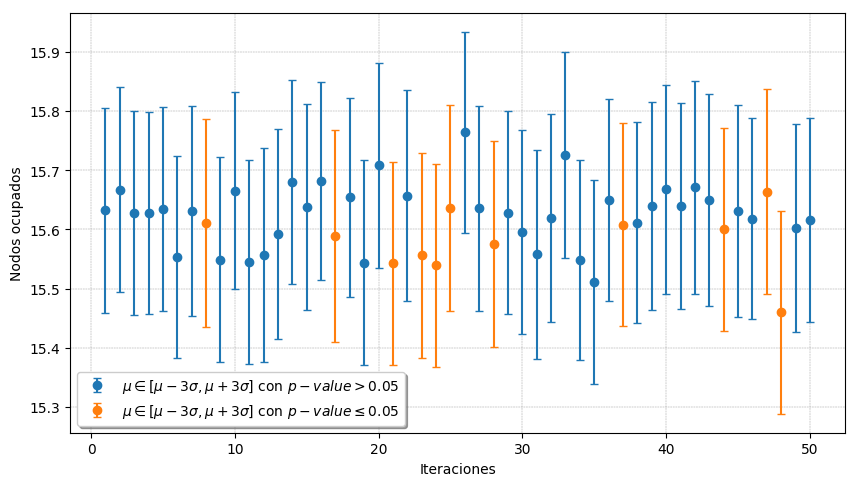 15.9
15.8
15.7
15.6
15.5
15.4
15.3
Nodos ocupados
μ ∈ [μ − 3σ, μ + 3σ] con p − value > 0.05
μ ∈ [μ − 3σ, μ + 3σ] con p − value ≤ 0.05
0 10 20 30 40 50
Iteraciones